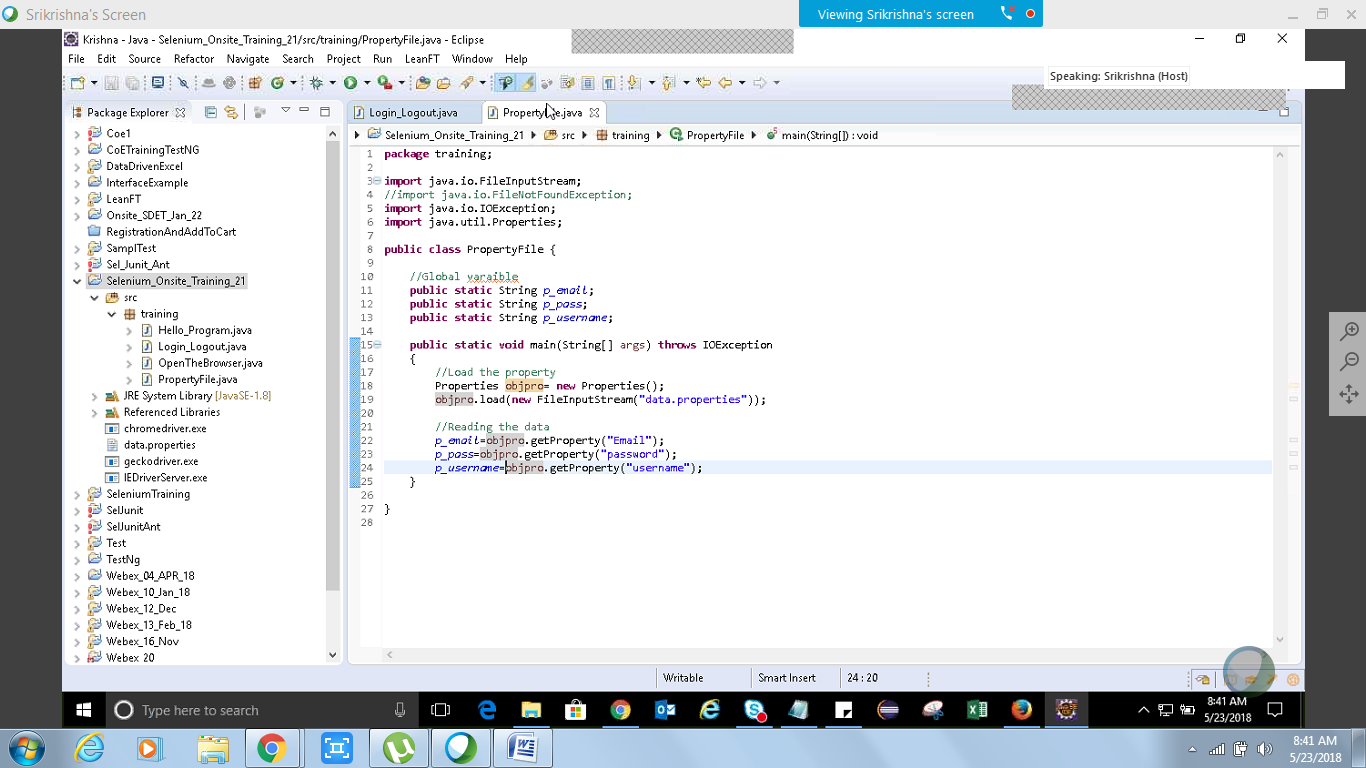 Srikrishna's Screen
Viewing Srikrishna's screen
Krishna - Java - Selenium_Onsite_Training_21/src/training/PropertyFile.java - Eclipse
File Edit Source Refactor Navigate Search Project Run LeanFT Window Help
Speaking: Srikrishna (Host)
Package Explorer
Login_Logout.java
PropertyFile.java
Selenium_Onsite_Training_21 src training PropertyFile main(String[]) : void
Coe1
CoETrainingTestNG
DataDrivenExcel
InterfaceExample
LeanFT
Onsite_SDET_Jan_22
RegistrationAndAddToCart
SamplTest
Sel_Junit_Ant
Selenium_Onsite_Training_21
src
training
Hello_Program.java
Login_Logout.java
OpenTheBrowser.java
PropertyFile.java
JRE System Library [JavaSE-1.8]
Referenced Libraries
chromedriver.exe
data.properties
geckodriver.exe
IEDriverServer.exe
SeleniumTraining
SelJunit
SelJunitAnt
Test
TestNg
Webex_04_APR_18
Webex_10_Jan_18
Webex_12_Dec
Webex_13_Feb_18
Webex_16_Nov
Webex 20
1 package training;
2
3 import java.io.FileInputStream;
4 //import java.io.FileNotFoundException;
5 import java.io.IOException;
6 import java.util.Properties;
7
8 public class PropertyFile {
9
10 //Global varaible
11 public static String p_email;
12 public static String p_pass;
13 public static String p_username;
14
15 public static void main(String[] args) throws IOException
16 {
17 //Load the property
18 Properties objpro= new Properties();
19 objpro.load(new FileInputStream("data.properties"));
20
21 //Reading the data
22 p_email=objpro.getProperty("Email");
23 p_pass=objpro.getProperty("password");
24 p_username=objpro.getProperty("username");
25 }
26
27 }
28
Writable Smart Insert 24 : 20
Type here to search
8:41 AM
5/23/2018
8:41 AM
5/23/2018